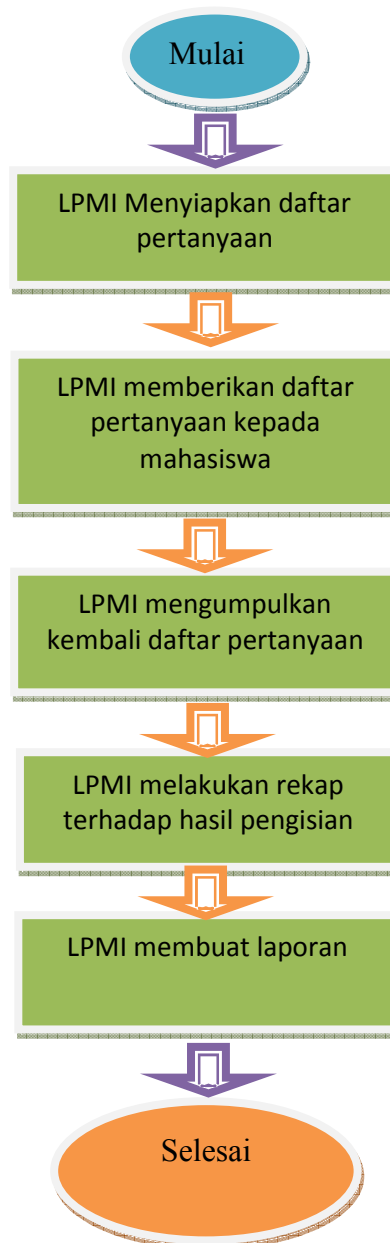 Mulai
LPMI Menyiapkan daftar
pertanyaan
LPMI memberikan daftar
pertanyaan kepada
mahasiswa
LPMI mengumpulkan
kembali daftar pertanyaan
LPMI melakukan rekap
terhadap hasil pengisian
LPMI membuat laporan
Selesai